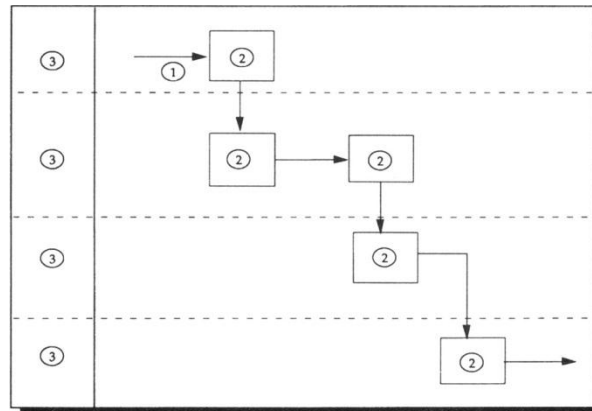 ③ ②
①
③ ② ②
③ ②
③ ②